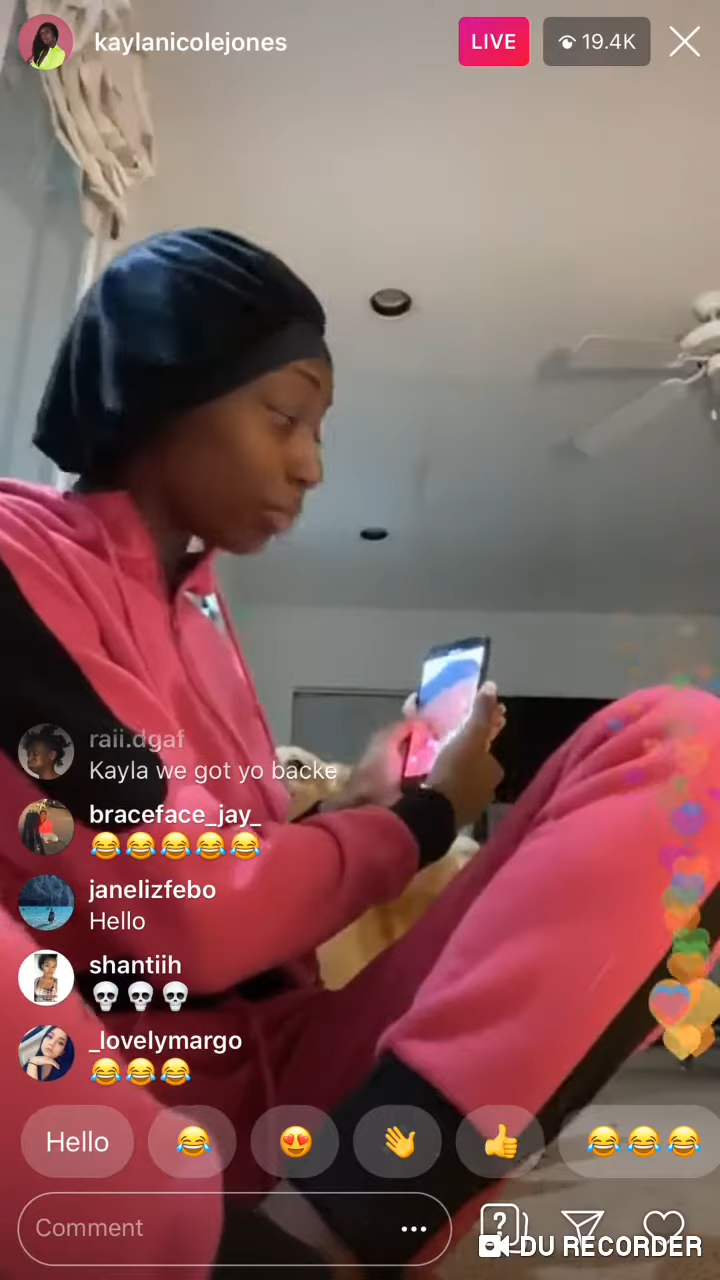 kaylanicolejones
LIVE
19.4K
raii.dgaf
Kayla we got yo backe
braceface_jay_
😂😂😂😂😂
janelizfebo
Hello
shantiih
💀💀💀
_lovelymargo
😂😂😂
Hello 😂 😍 👋 👍 😂😂😂
Comment
DU RECORDER